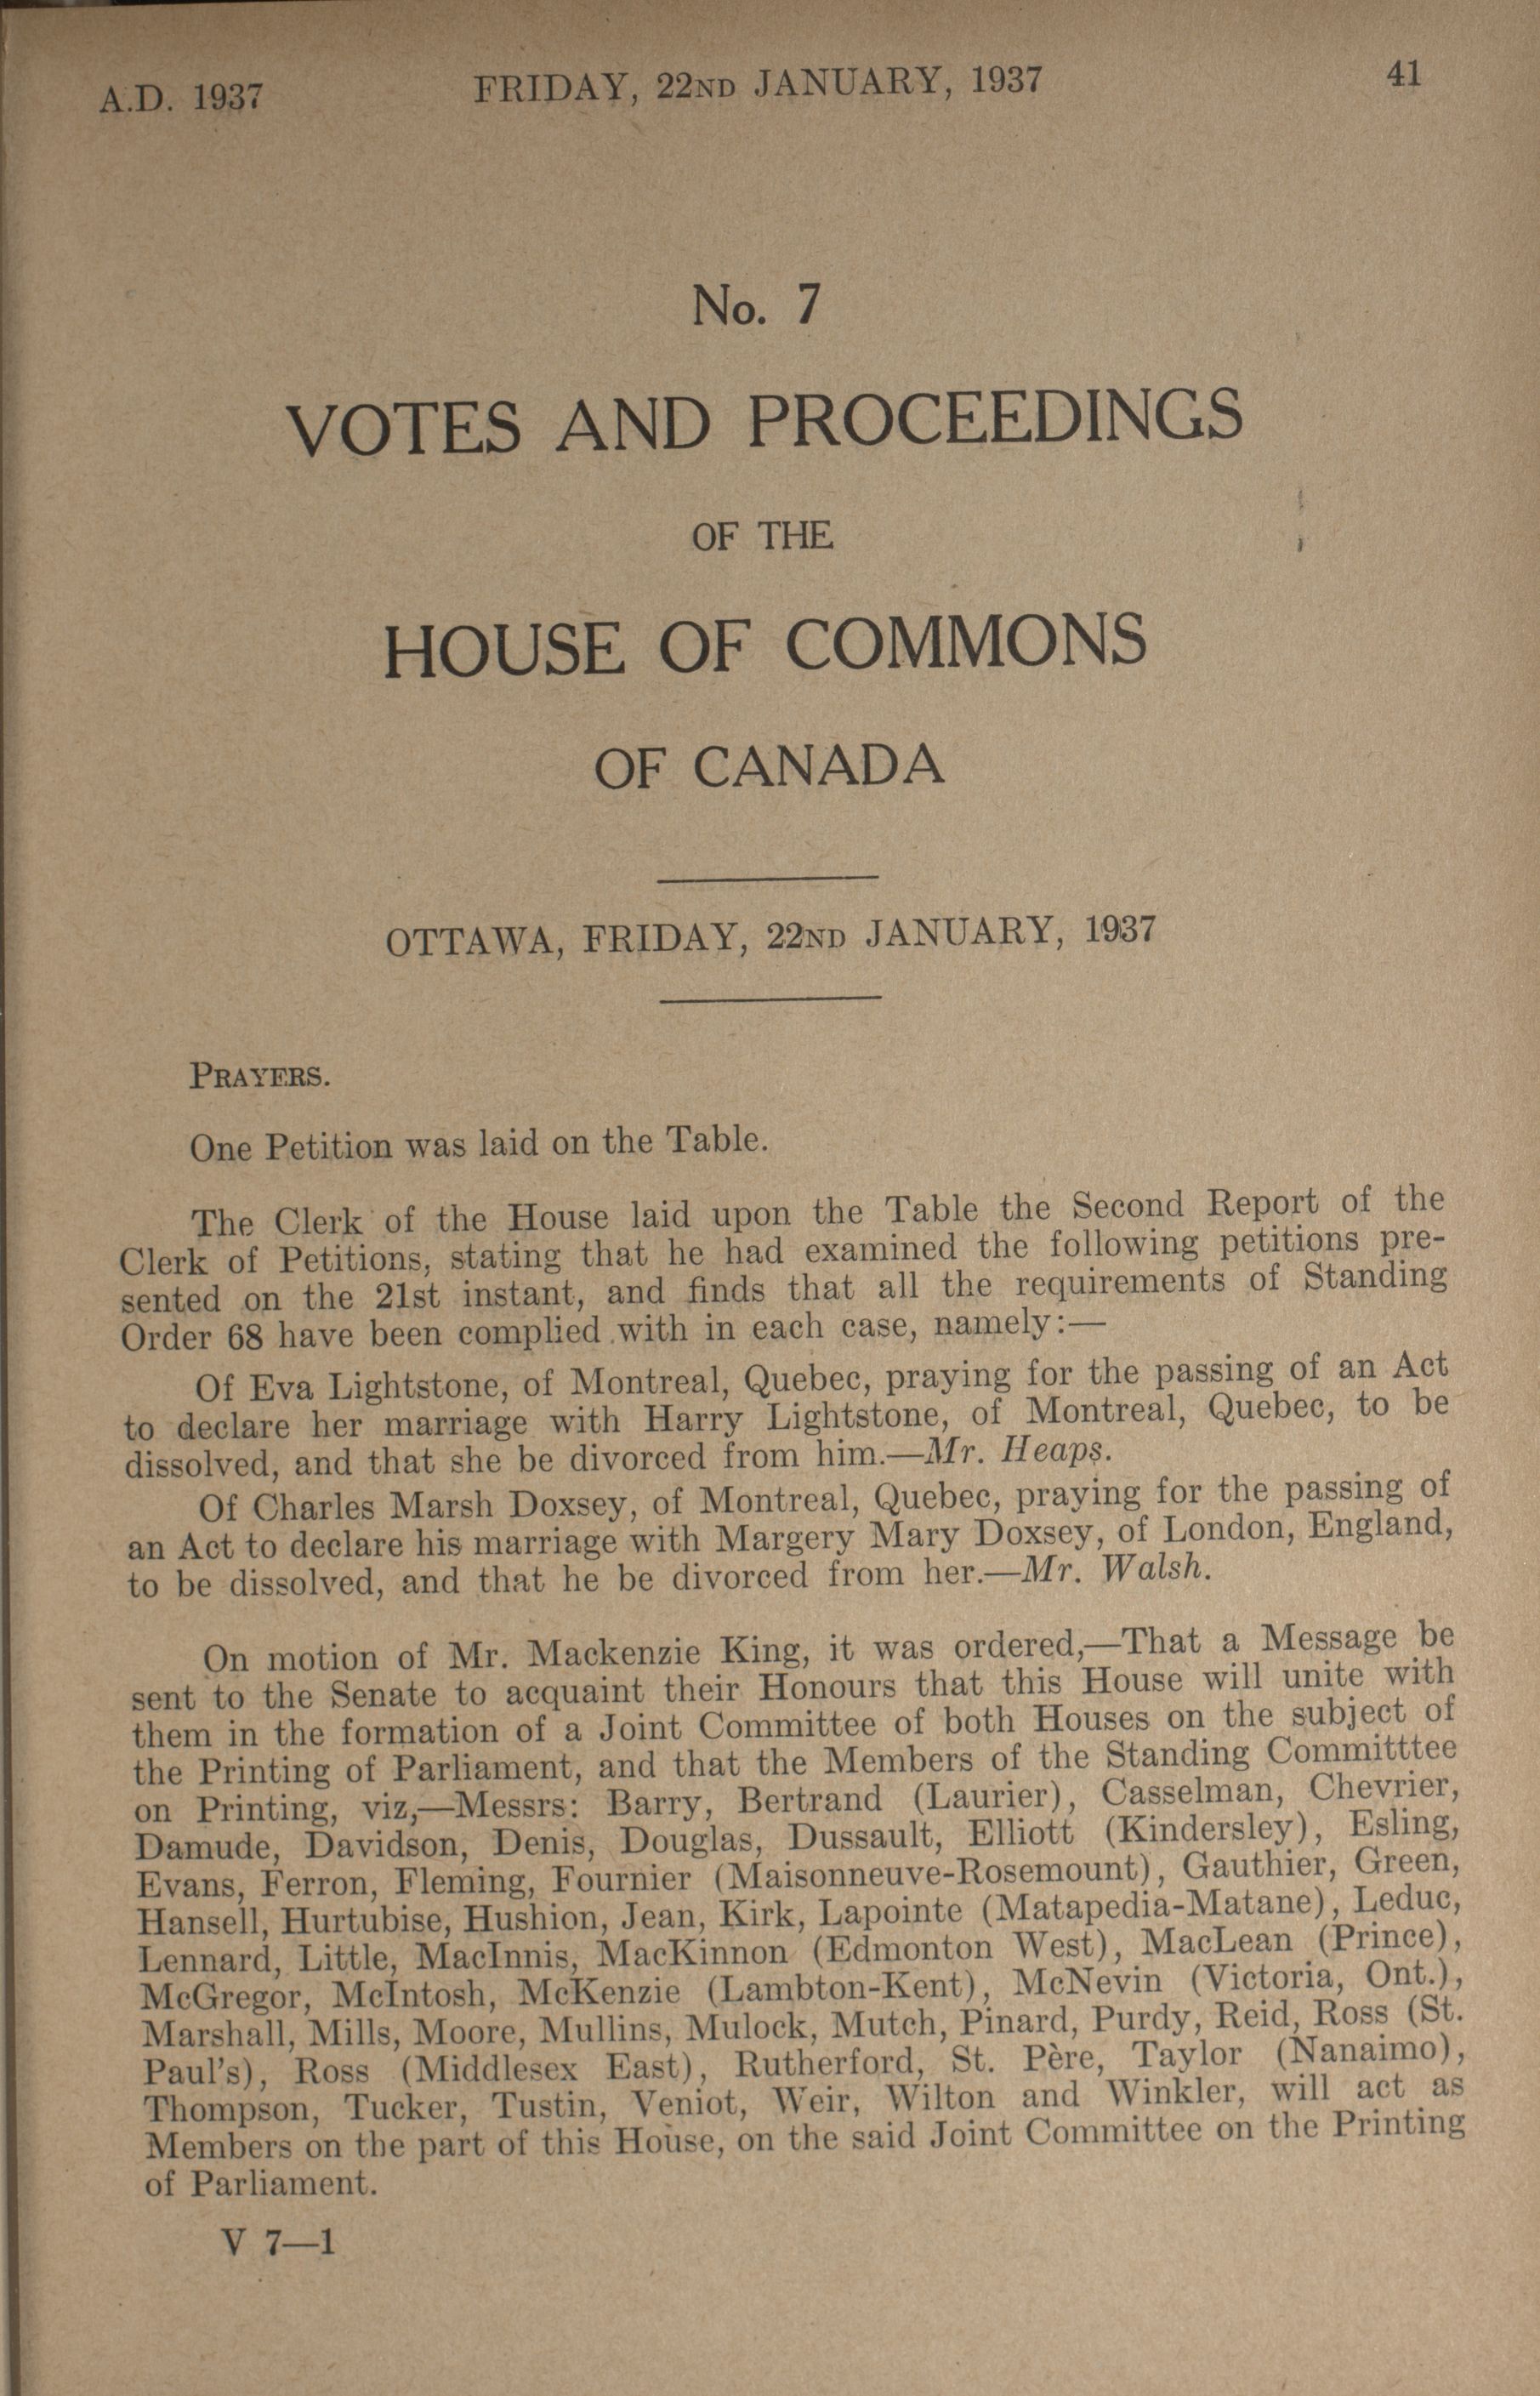 A.D. 1937 FRIDAY, 22ND JANUARY, 1937 41
No. 7
VOTES AND PROCEEDINGS
OF THE
HOUSE OF COMMONS
OF CANADA
OTTAWA, FRIDAY, 22ND JANUARY, 1937
PRAYERS.
One Petition was laid on the Table.
The Clerk of the House laid upon the Table the Second Report of the
Clerk of Petitions, stating that he had examined the following petitions pre-
sented on the 21st instant, and finds that all the requirements of Standing
Order 68 have been complied with in each case, namely:—
Of Eva Lightstone, of Montreal, Quebec, praying for the passing of an Act
to declare her marriage with Harry Lightstone, of Montreal, Quebec, to be
dissolved, and that she be divorced from him.—Mr. Heaps.
Of Charles Marsh Doxsey, of Montreal, Quebec, praying for the passing of
an Act to declare his marriage with Margery Mary Doxsey, of London, England,
to be dissolved, and that he be divorced from her.—Mr. Walsh.
On motion of Mr. Mackenzie King, it was ordered,—That a Message be
sent to the Senate to acquaint their Honours that this House will unite with
them in the formation of a Joint Committee of both Houses on the subject of
the Printing of Parliament, and that the Members of the Standing Committtee
on Printing, viz,—Messrs: Barry, Bertrand (Laurier), Casselman, Chevrier,
Damude, Davidson, Denis, Douglas, Dussault, Elliott (Kindersley), Esling,
Evans, Ferron, Fleming, Fournier (Maisonneuve-Rosemount), Gauthier, Green,
Hansell, Hurtubise, Hushion, Jean, Kirk, Lapointe (Matapedia-Matane), Leduc,
Lennard, Little, MacInnis, MacKinnon (Edmonton West), MacLean (Prince),
McGregor, McIntosh, McKenzie (Lambton-Kent), McNevin (Victoria, Ont.),
Marshall, Mills, Moore, Mullins, Mulock, Mutch, Pinard, Purdy, Reid, Ross (St.
Paul's), Ross (Middlesex East), Rutherford, St. Père, Taylor (Nanaimo),
Thompson, Tucker, Tustin, Veniot, Weir, Wilton and Winkler, will act as
Members on the part of this House, on the said Joint Committee on the Printing
of Parliament.
V 7—1